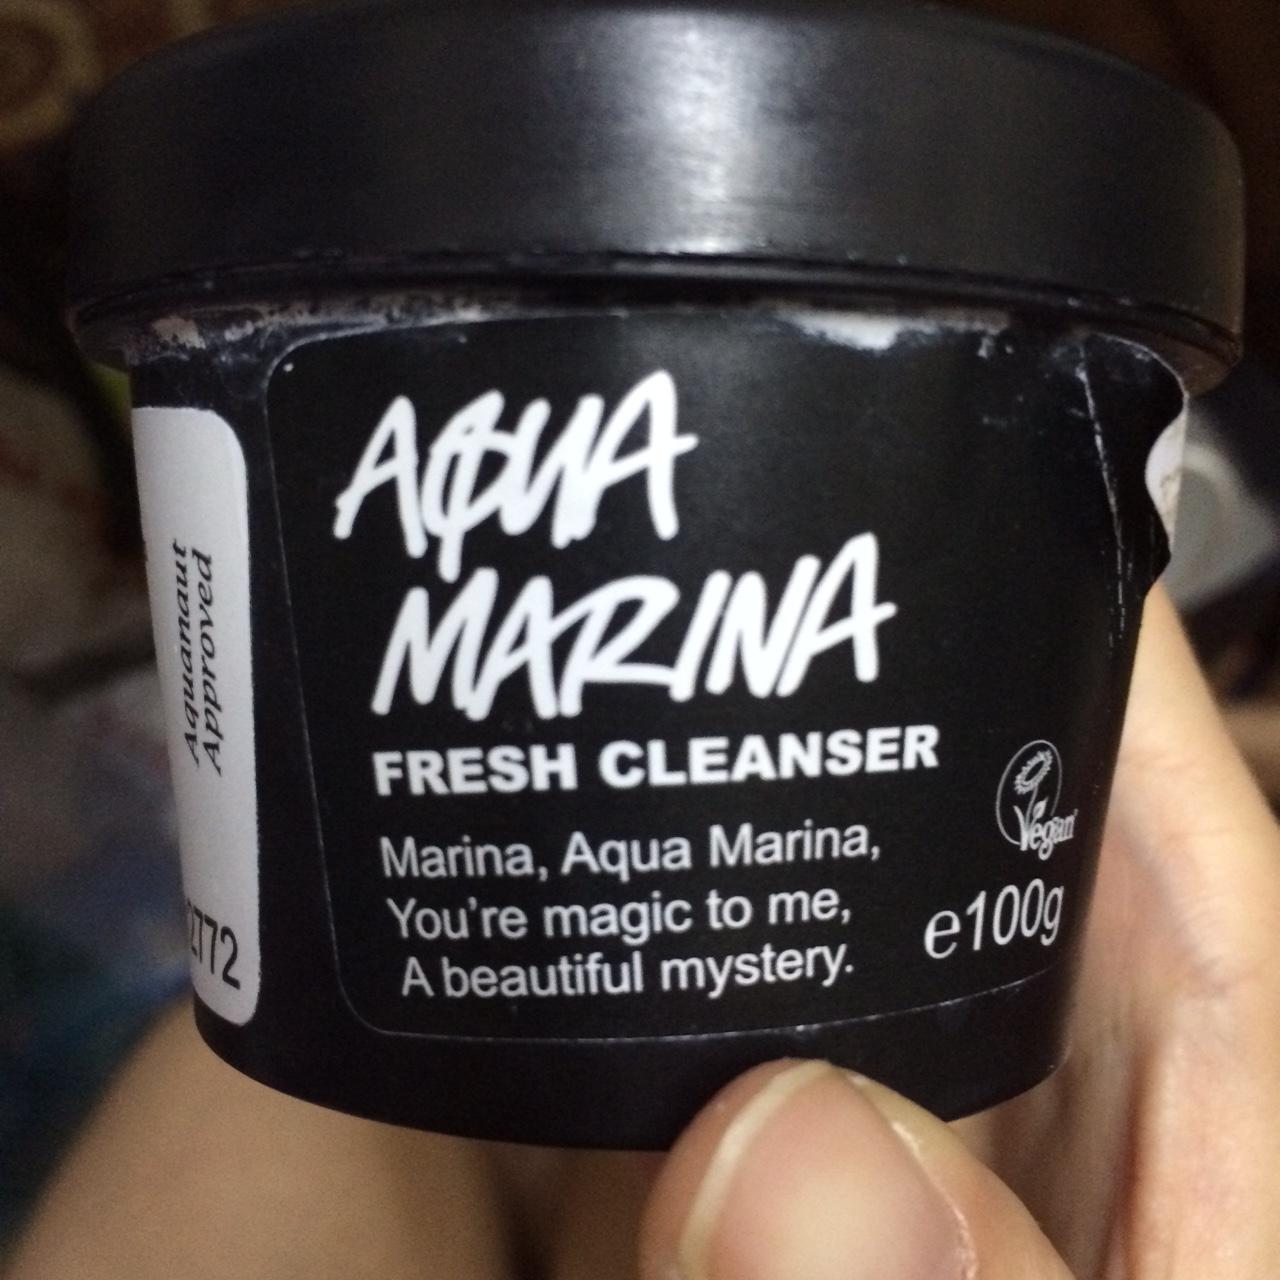 AQUA
MARINA
FRESH CLEANSER
Marina, Aqua Marina,
You're magic to me,
A beautiful mystery.
Vegan
e100g
Aquanaut
Approved
2772